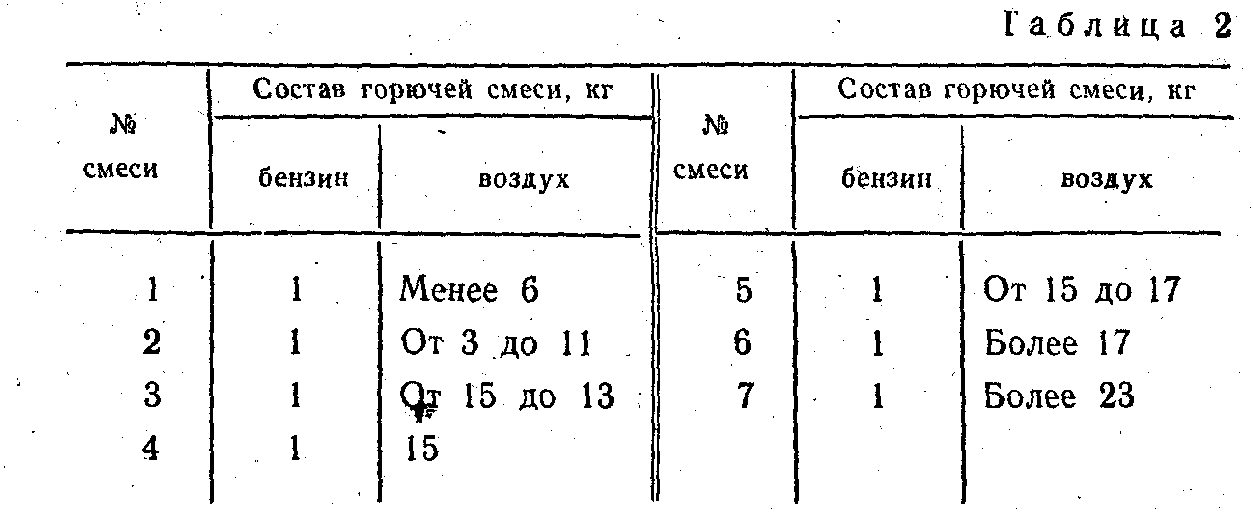 Таблица 2
№ смеси Состав горючей смеси, кг № смеси Состав горючей смеси, кг
бензин воздух бензин воздух
1 1 Менее 6 5 1 От 15 до 17
2 1 От 3 до 11 6 1 Более 17
3 1 От 15 до 13 7 1 Более 23
4 1 15